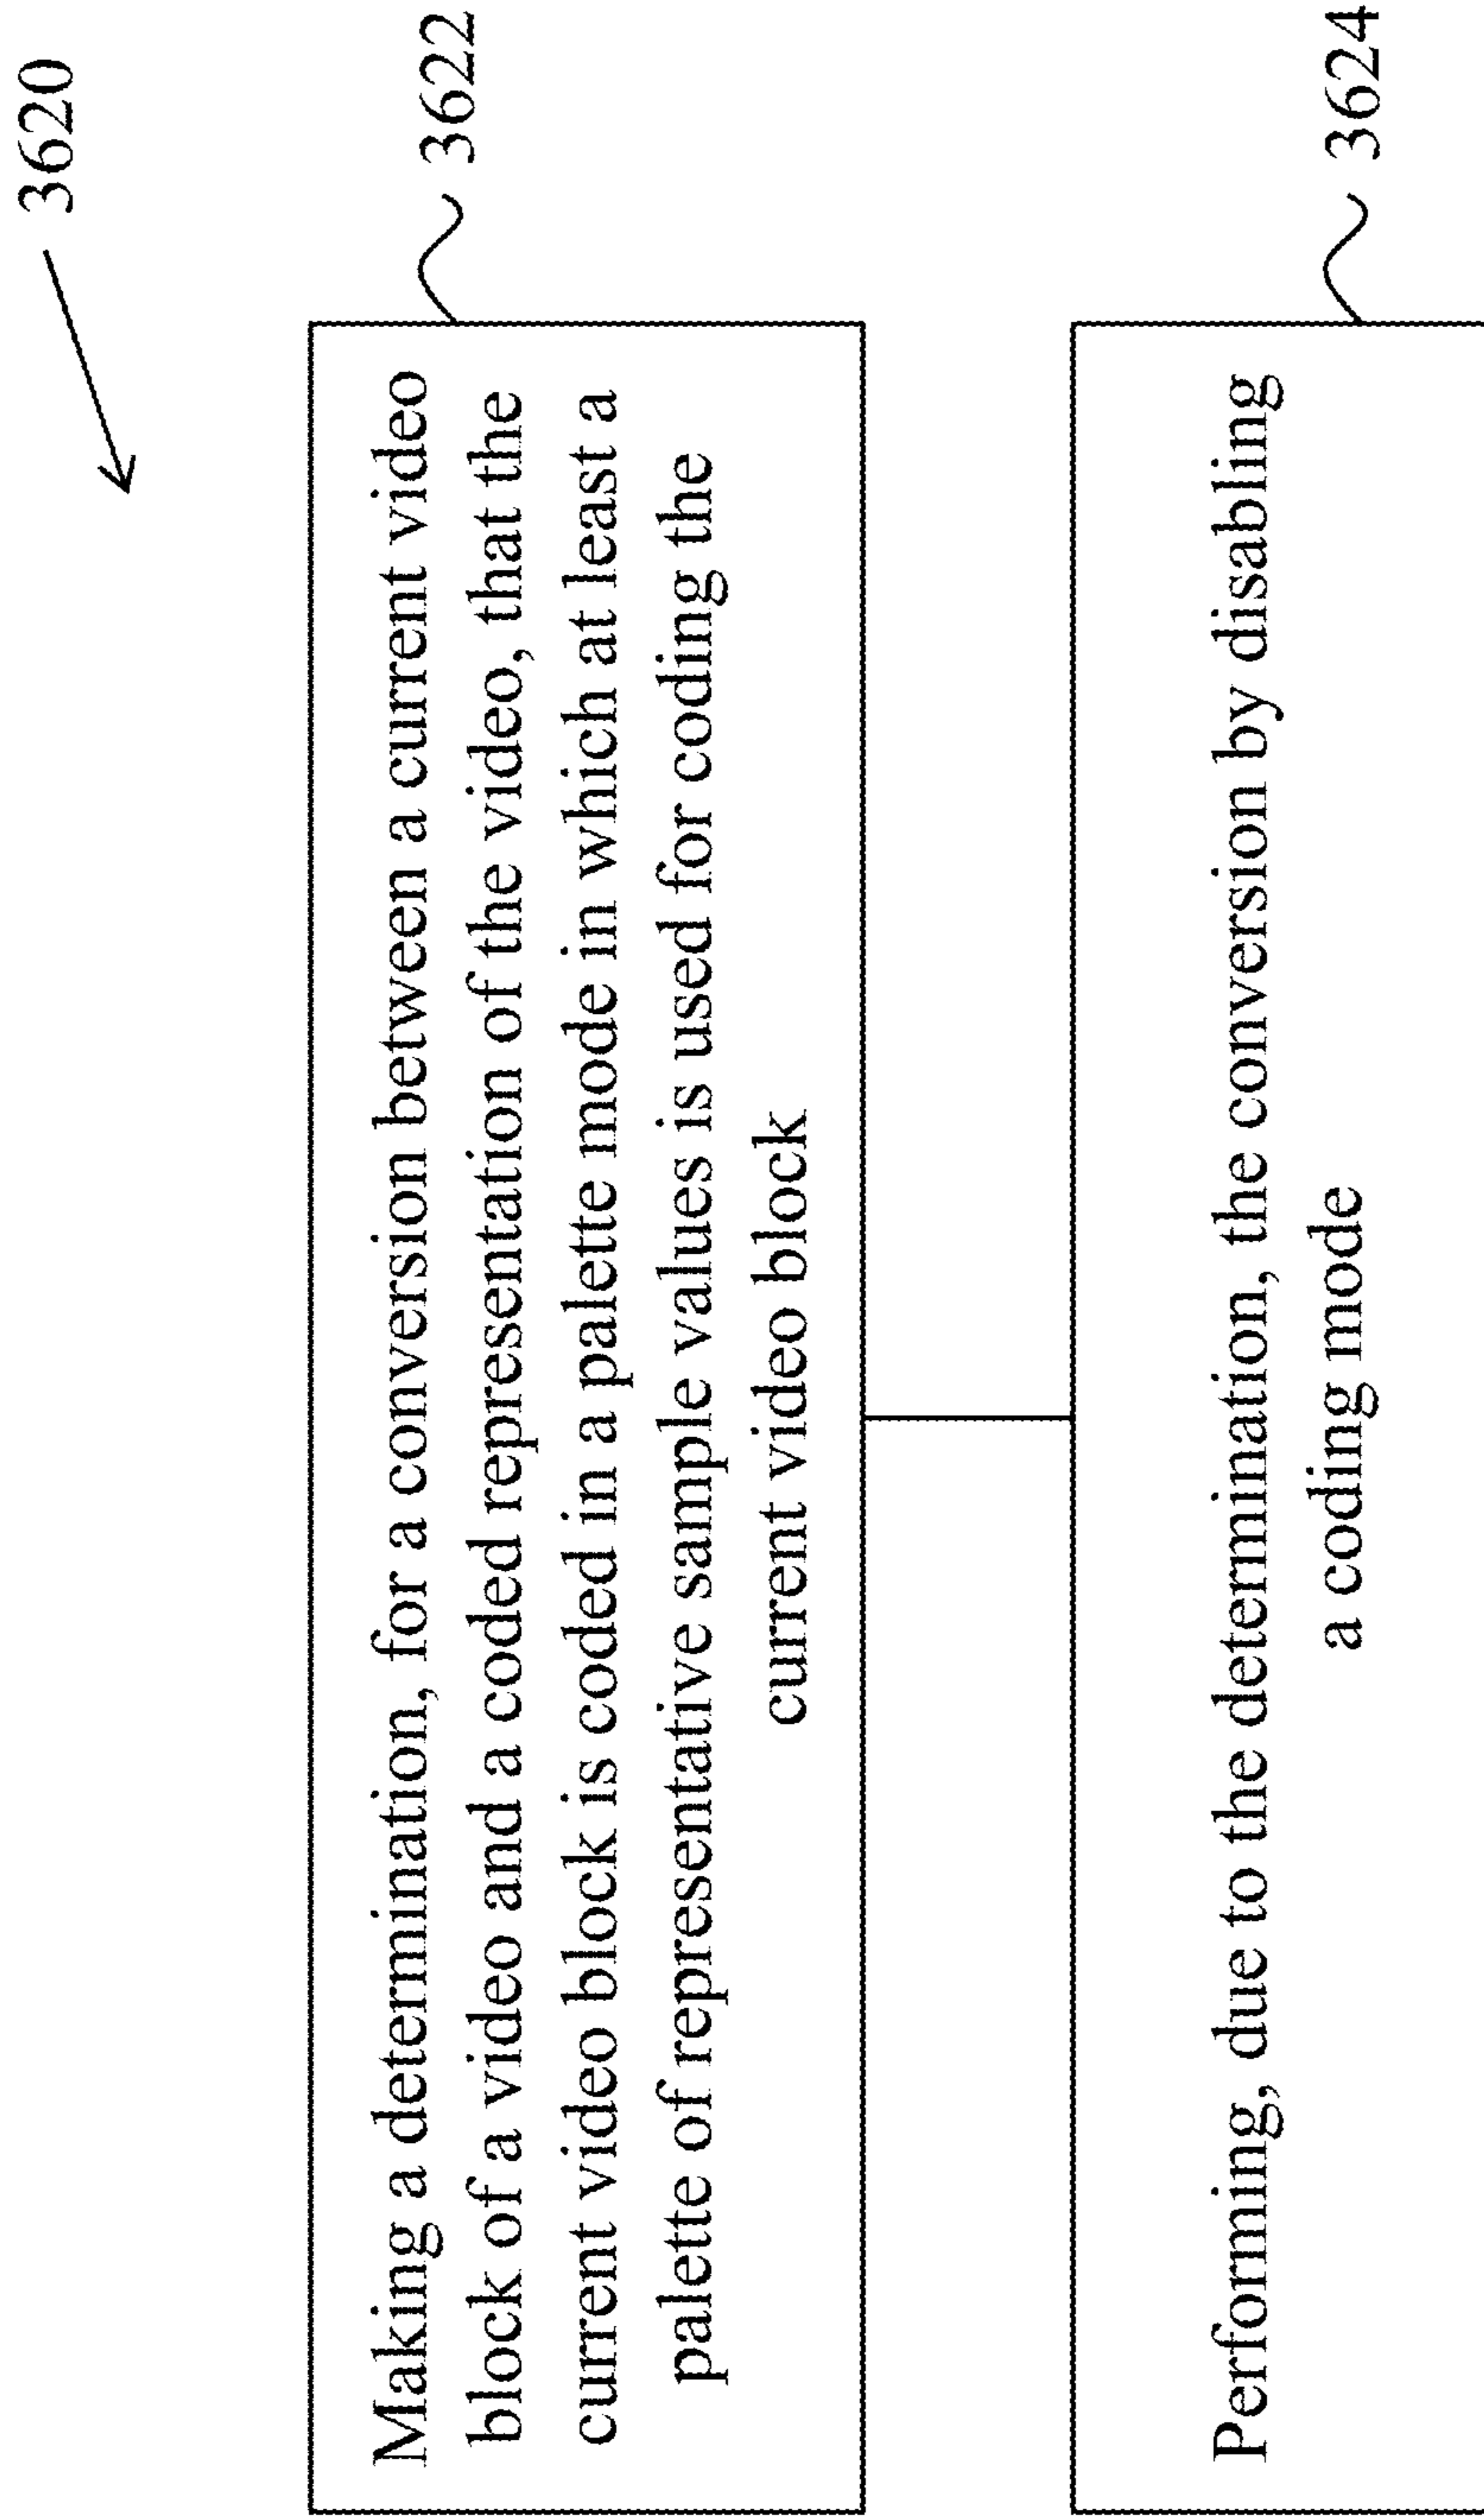 3620
Making a determination, for a conversion between a current video
block of a video and a coded representation of the video, that the
current video block is coded in a palette mode in which at least a
palette of representative sample values is used for coding the
current video block
3622
Performing, due to the determination, the conversion by disabling
a coding mode
3624